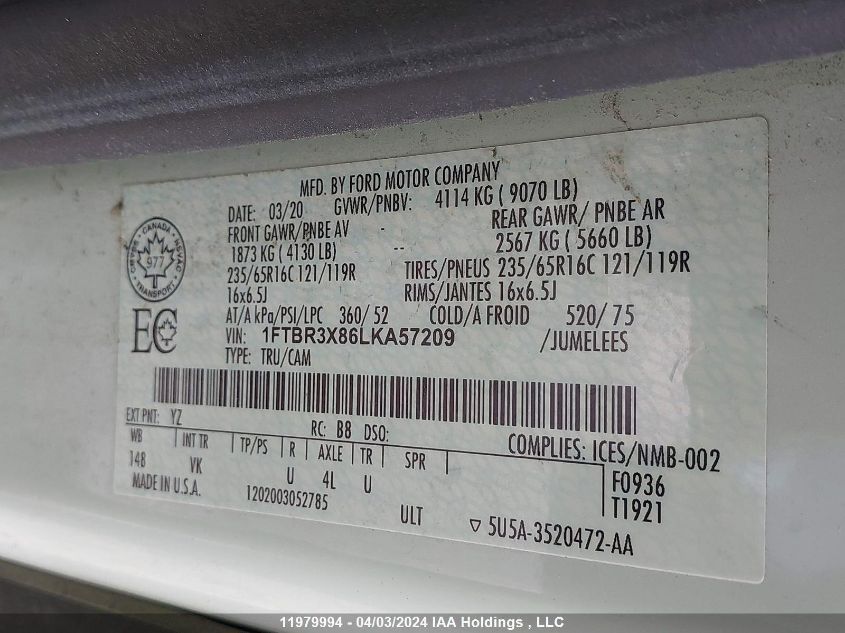 MFD. BY FORD MOTOR COMPANY
DATE: 03/20 GVWR/PNBV: 4114 KG ( 9070 LB)
FRONT GAWR/PNBE AV REAR GAWR/ PNBE AR
1873 KG ( 4130 LB) -- 2567 KG ( 5660 LB)
235/65R16C 121/119R TIRES/PNEUS 235/65R16C 121/119R
16x6.5J RIMS/JANTES 16x6.5J
AT/A kPa/PSI/LPC 360/ 52 COLD/A FROID 520/ 75
VIN: 1FTBR3X86LKA57209 /JUMELEES
TYPE: TRU/CAM
CANADA
977
TRANSPORT
EC
EXT PNT: YZ RC: B8 DSO: COMPLIES: ICES/NMB-002
WB INT TR TP/PS R AXLE TR SPR F0936
148 VK U 4L U T1921
MADE IN U.S.A. 1202003052785 ULT ▽ 5U5A-3520472-AA
11979994 - 04/03/2024 IAA Holdings , LLC